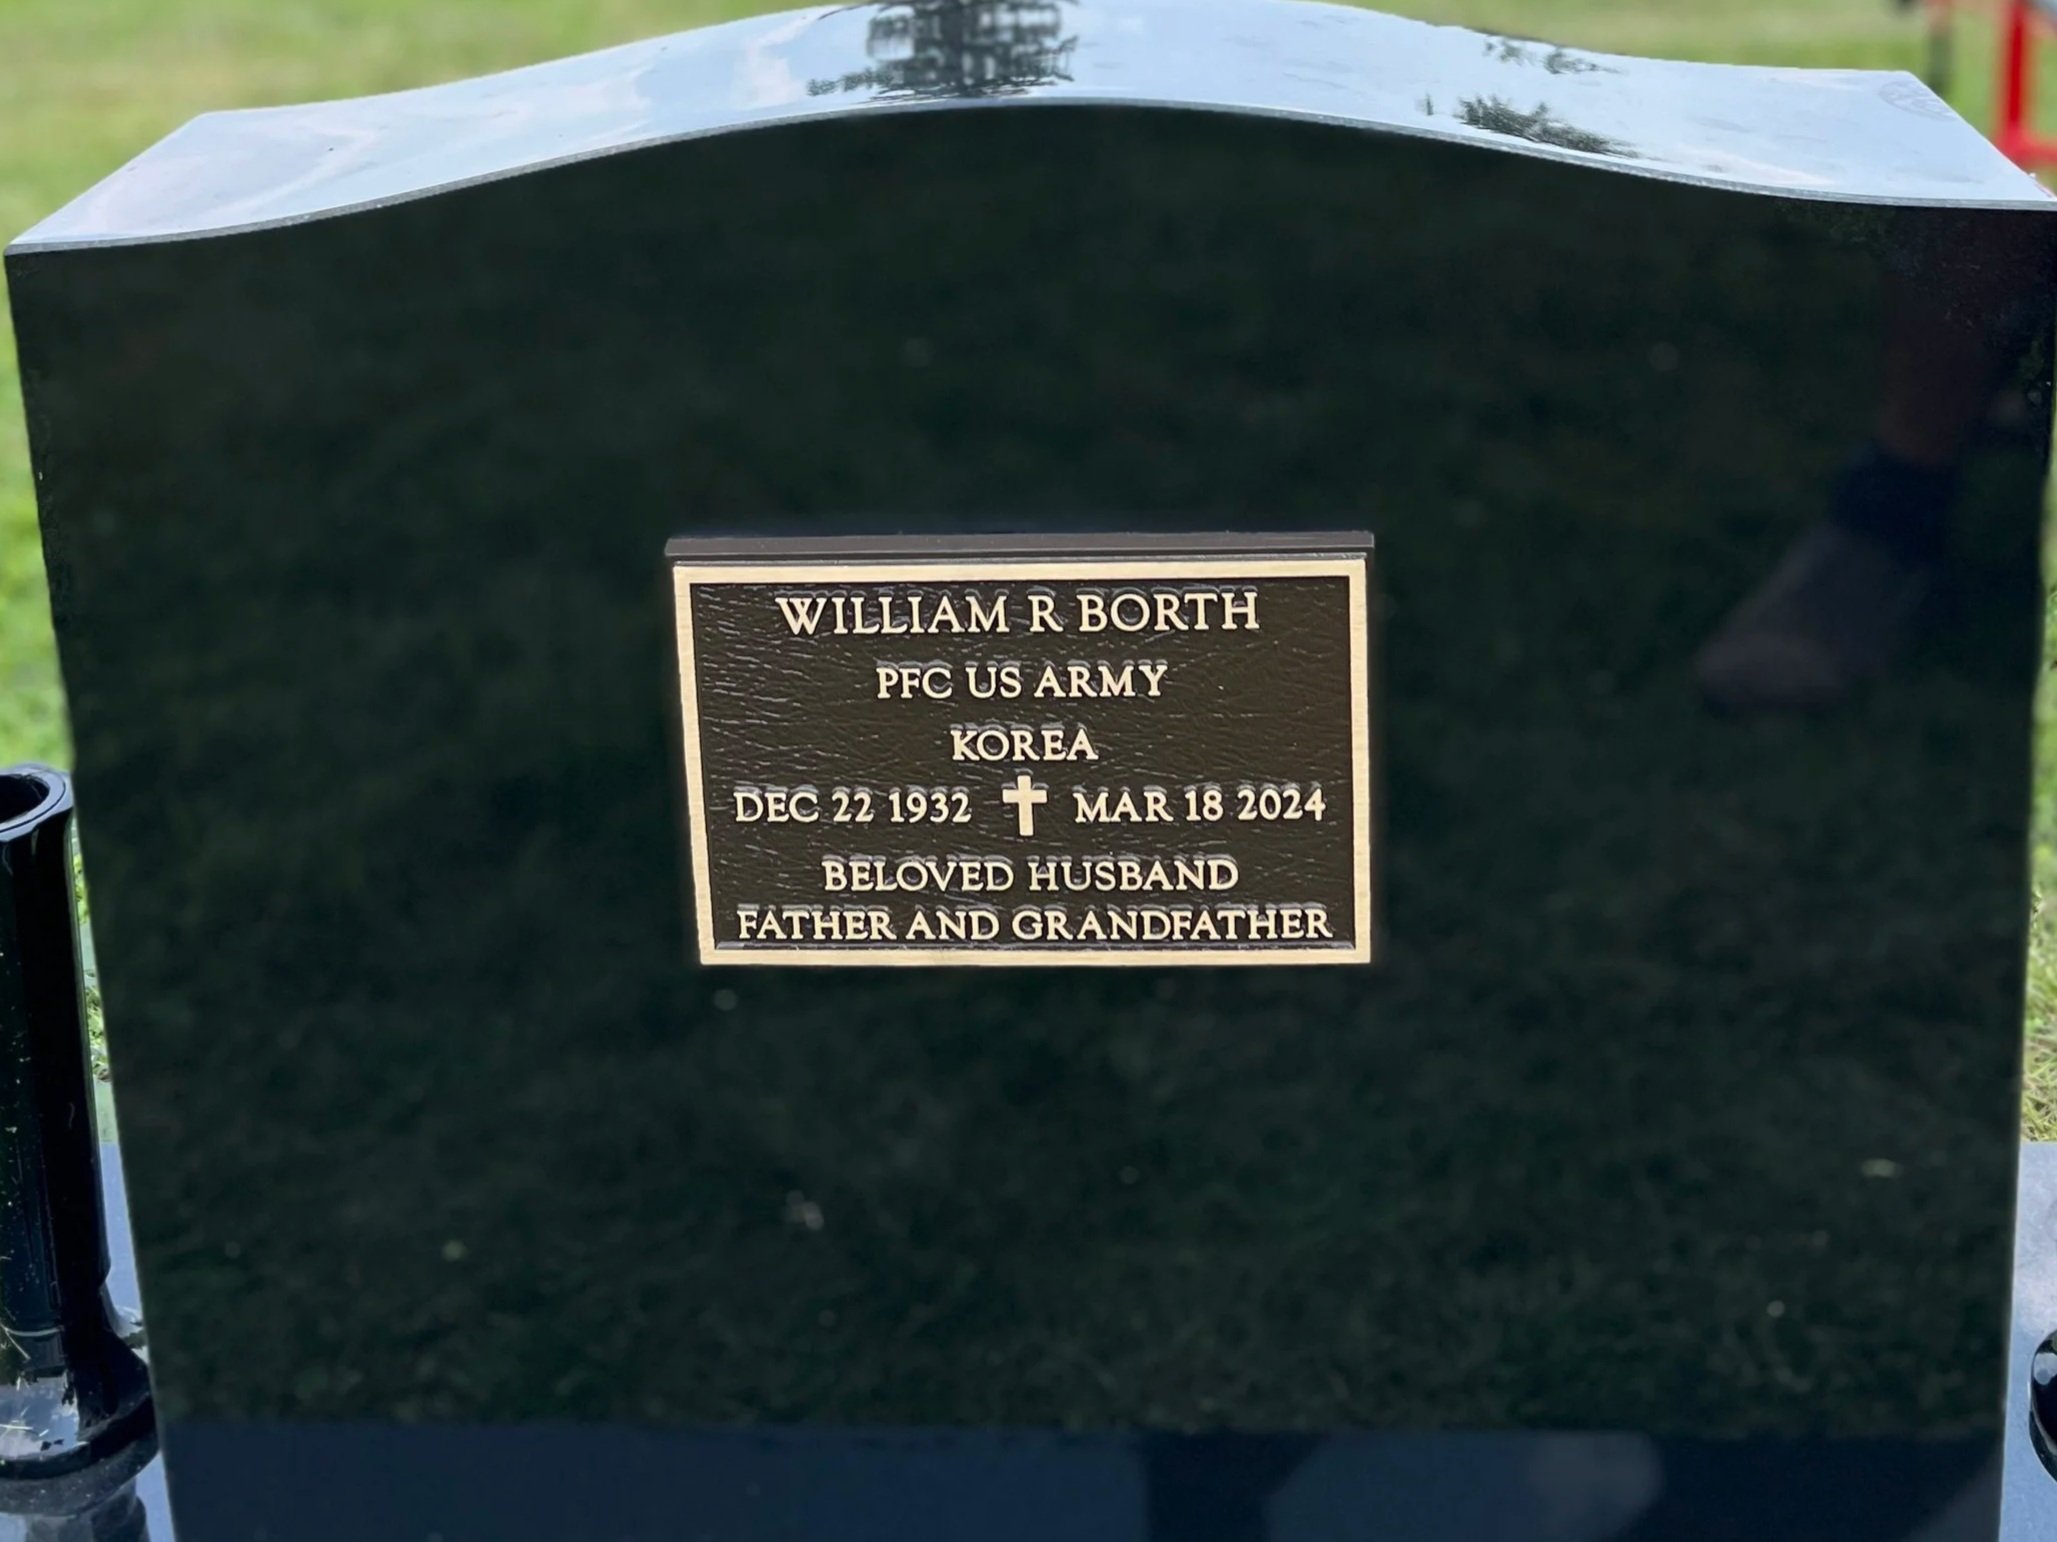 WILLIAM R BORTH
PFC US ARMY
KOREA
DEC 22 1932 MAR 18 2024
BELOVED HUSBAND
FATHER AND GRANDFATHER